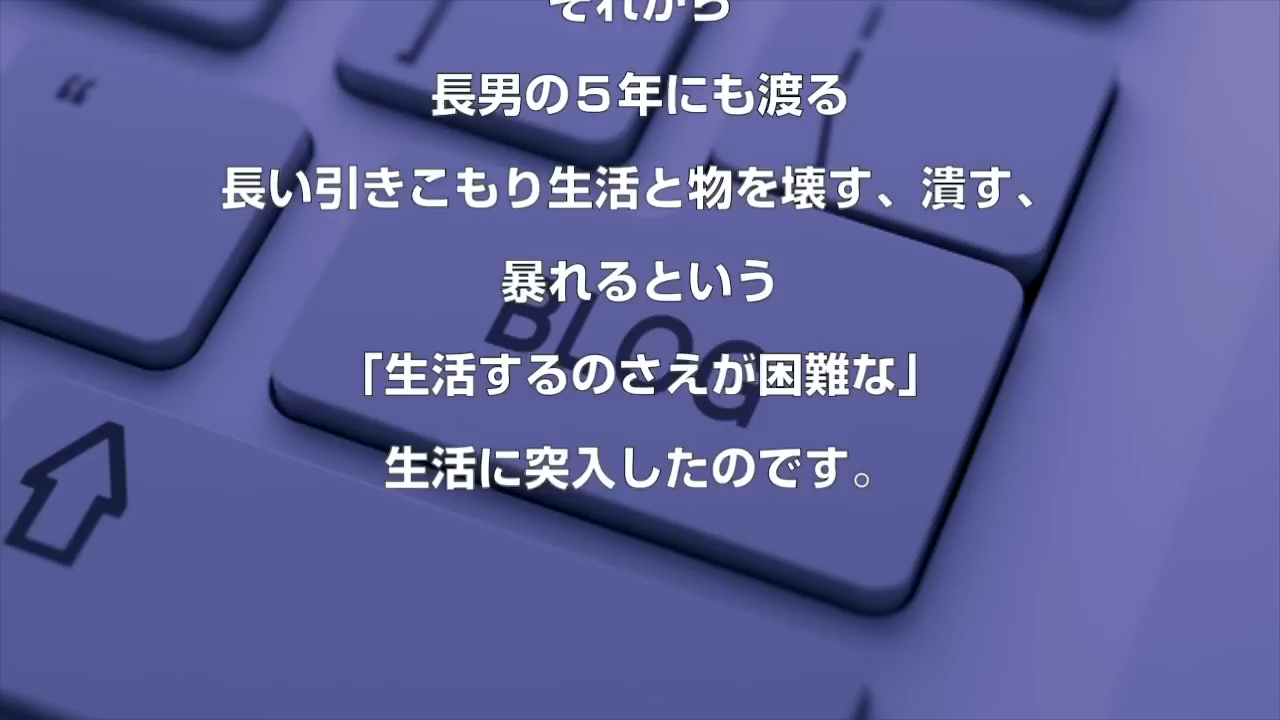 それから
長男の５年にも渡る
長い引きこもり生活と物を壊す、潰す、
暴れるという
「生活するのさえが困難な」
生活に突入したのです。
“
BLOG